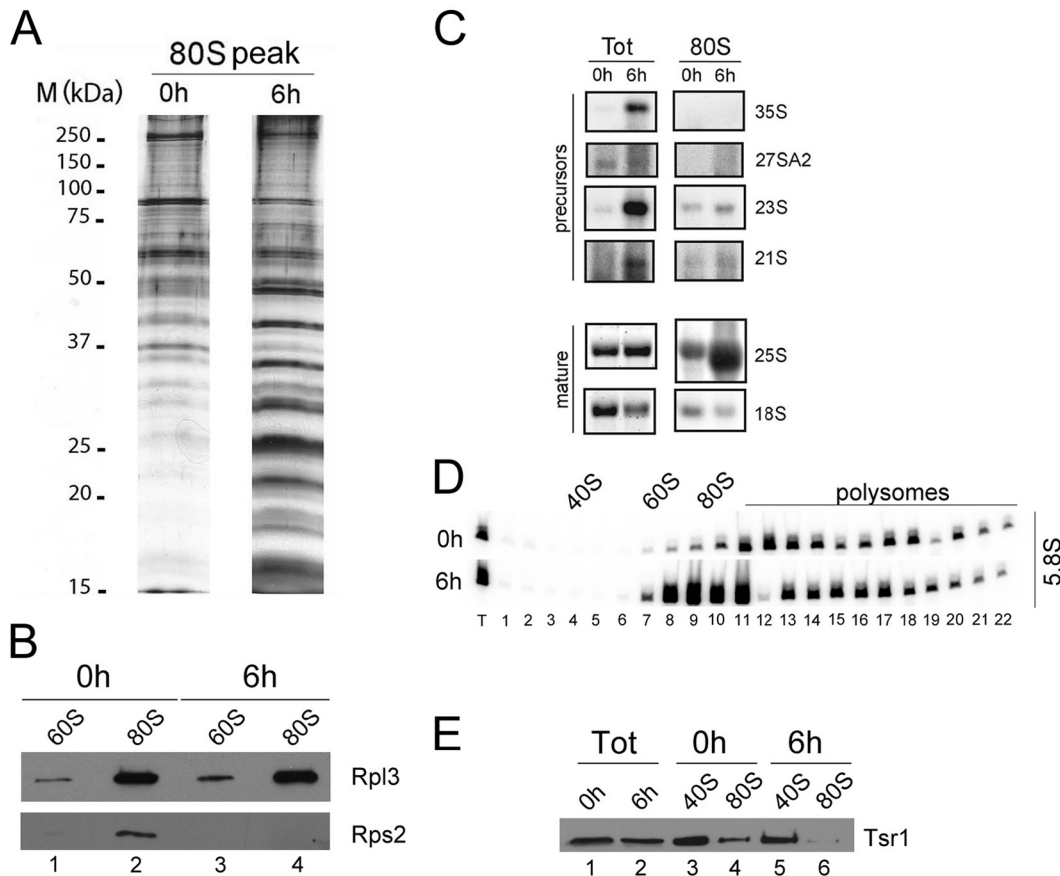 A
80S peak
M (kDa)
0h
6h
250
150
100
75
50
37
25
20
15
B
0h
6h
60S
80S
60S
80S
Rpl3
Rps2
1
2
3
4
C
Tot
80S
0h
6h
0h
6h
precursors
35S
27SA2
23S
21S
mature
25S
18S
D
40S
60S
80S
polysomes
0h
6h
5.8S
T 1 2 3 4 5 6 7 8 9 10 11 12 13 14 15 16 17 18 19 20 21 22
E
Tot
0h
6h
0h
6h
40S
80S
40S
80S
Tsr1
1
2
3
4
5
6